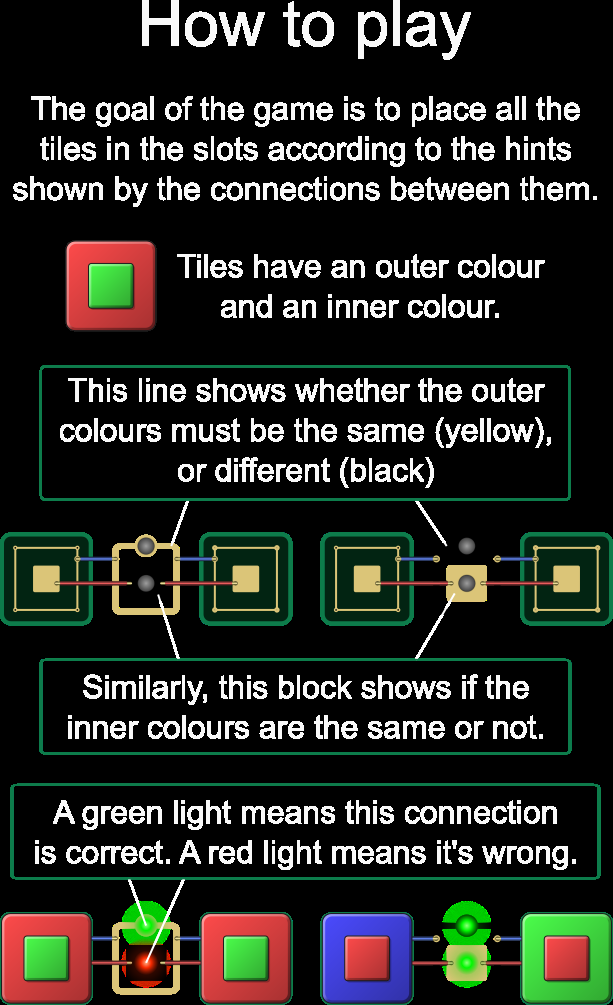 How to play
The goal of the game is to place all the
tiles in the slots according to the hints
shown by the connections between them.
Tiles have an outer colour
and an inner colour.
This line shows whether the outer
colours must be the same (yellow),
or different (black)
Similarly, this block shows if the
inner colours are the same or not.
A green light means this connection
is correct. A red light means it's wrong.